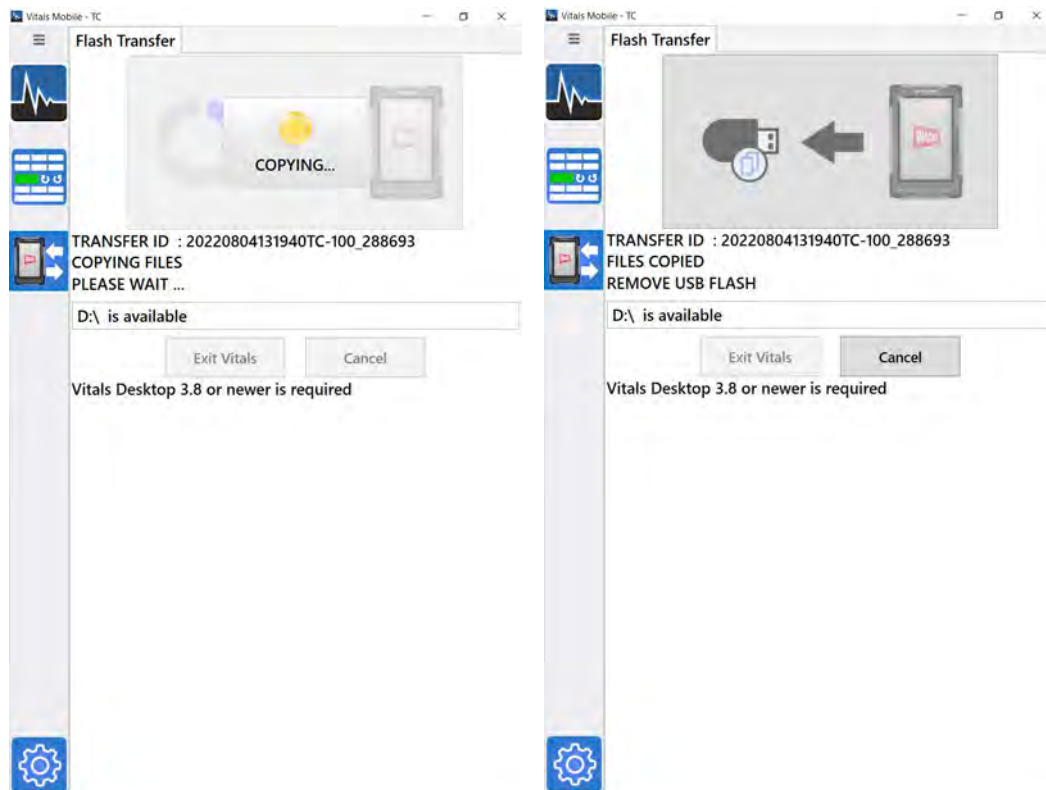 Vitals Mobile - TC
Flash Transfer
COPYING...
TRANSFER ID : 20220804131940TC-100_288693
COPYING FILES
PLEASE WAIT ...
D:\ is available
Exit Vitals
Cancel
Vitals Desktop 3.8 or newer is required
Vitals Mobile - TC
Flash Transfer
TRANSFER ID : 20220804131940TC-100_288693
FILES COPIED
REMOVE USB FLASH
D:\ is available
Exit Vitals
Cancel
Vitals Desktop 3.8 or newer is required